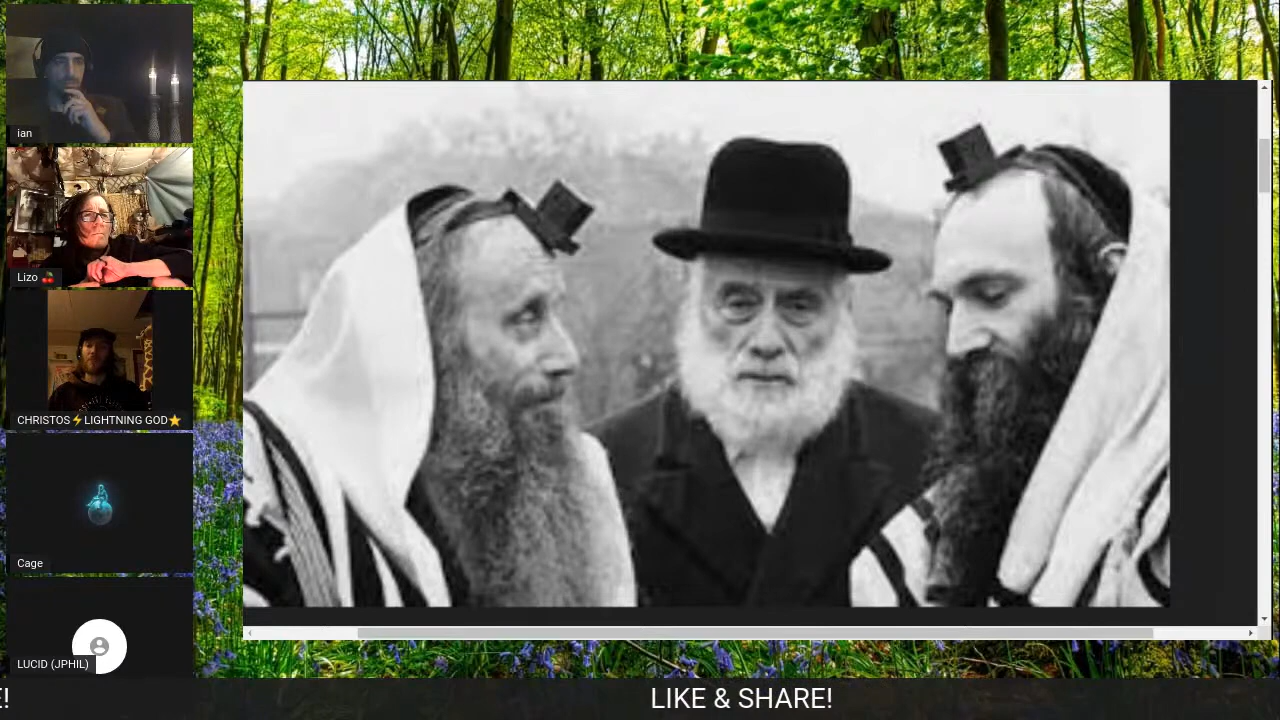 ian
Lizo 🍒
CHRISTOS⚡LIGHTNING GOD⭐
Cage
LUCID (JPHIL)
E!
LIKE & SHARE!